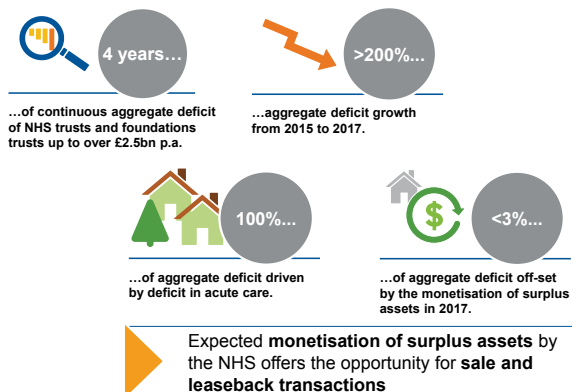 4 years…
…of continuous aggregate deficit
of NHS trusts and foundations
trusts up to over £2.5bn p.a.
>200%...
…aggregate deficit growth
from 2015 to 2017.
100%...
…of aggregate deficit driven
by deficit in acute care.
$
<3%...
…of aggregate deficit off-set
by the monetisation of surplus
assets in 2017.
Expected monetisation of surplus assets by
the NHS offers the opportunity for sale and
leaseback transactions